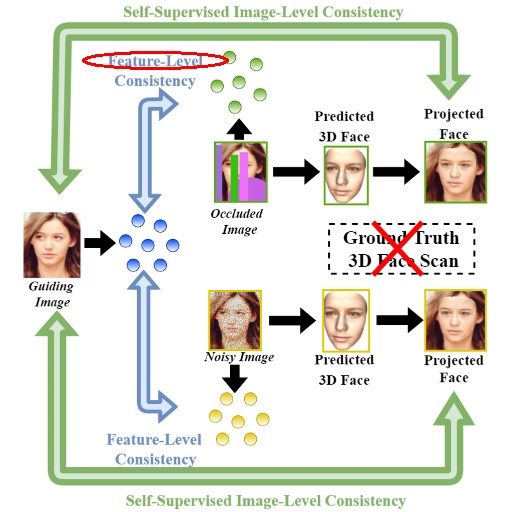 Self-Supervised Image-Level Consistency
Feature-Level
Consistency
Predicted
3D Face
Projected
Face
Occluded
Image
Ground Truth
3D Face Scan
Guiding
Image
Noisy Image
Predicted
3D Face
Projected
Face
Feature-Level
Consistency
Self-Supervised Image-Level Consistency